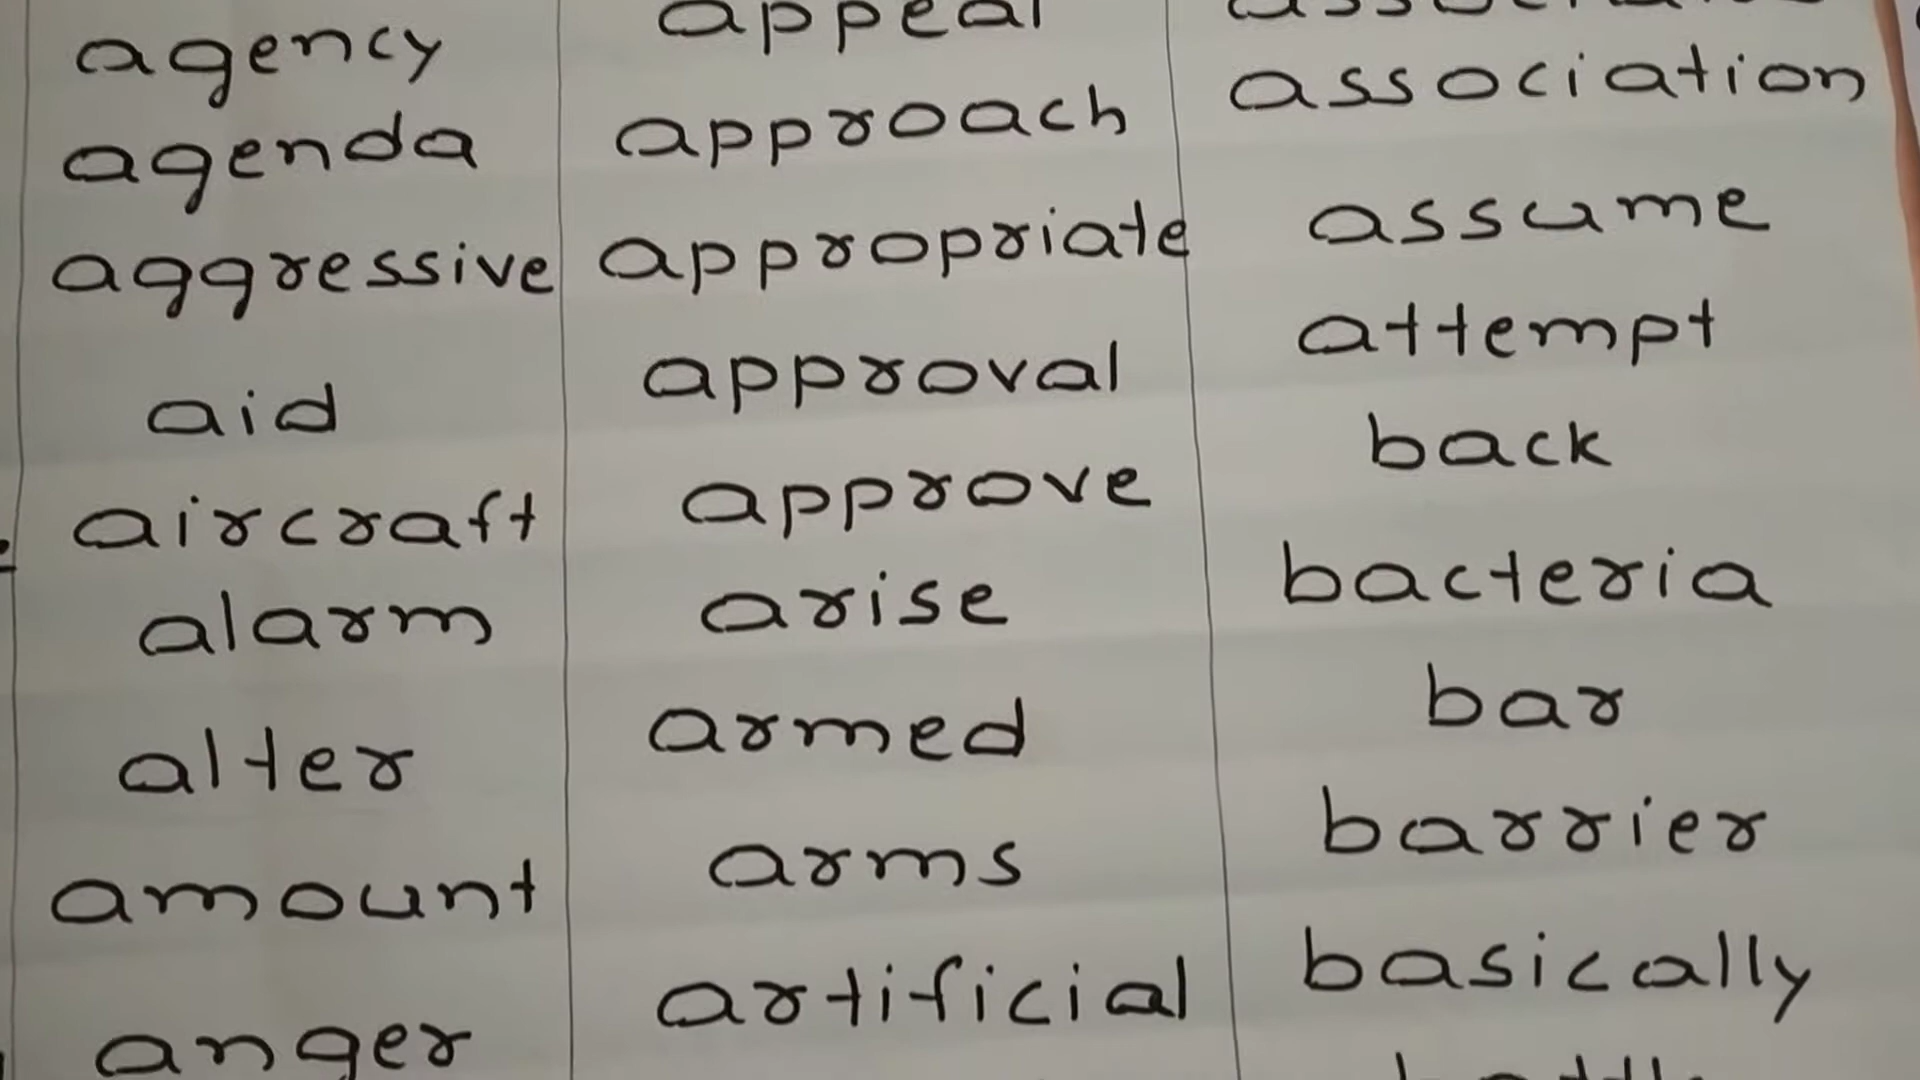 agency
agenda
aggressive
aid
aircraft
alarm
alter
amount
anger
appeal
approach
appropriate
approval
approve
arise
armed
arms
artificial
association
assume
attempt
back
bacteria
bar
barrier
basically